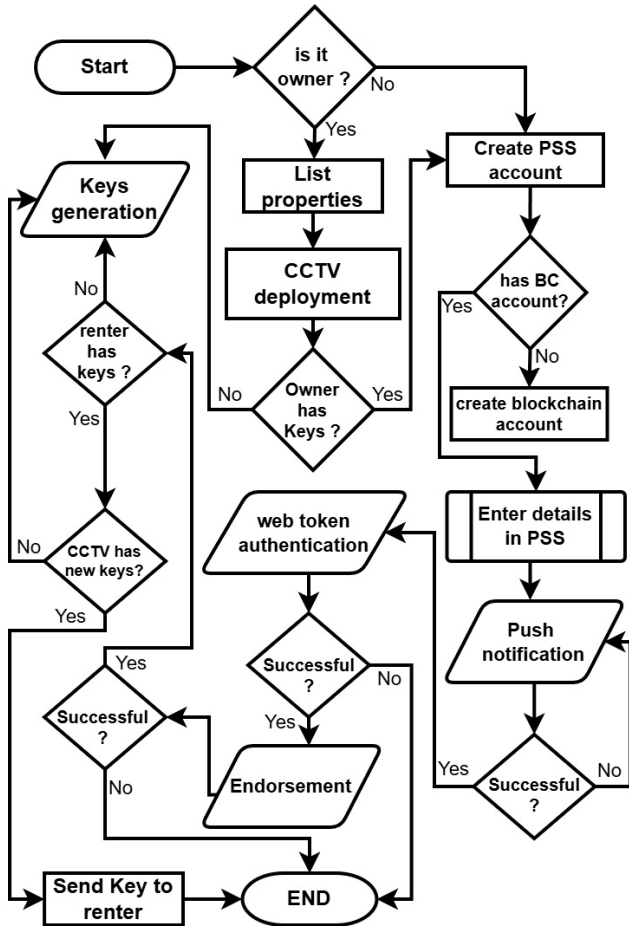 Start
is it
owner ?
No
Yes
Keys
generation
List
properties
Create PSS
account
CCTV
deployment
has BC
account?
Yes
No
No
renter
has
keys ?
Yes
No
Owner
has
Keys ?
Yes
create blockchain
account
No
CCTV has
new keys?
Yes
web token
authentication
Enter details
in PSS
Push
notification
Successful
?
No
Yes
Yes
Successful
?
No
Endorsement
Yes
Successful
?
No
Send Key to
renter
END